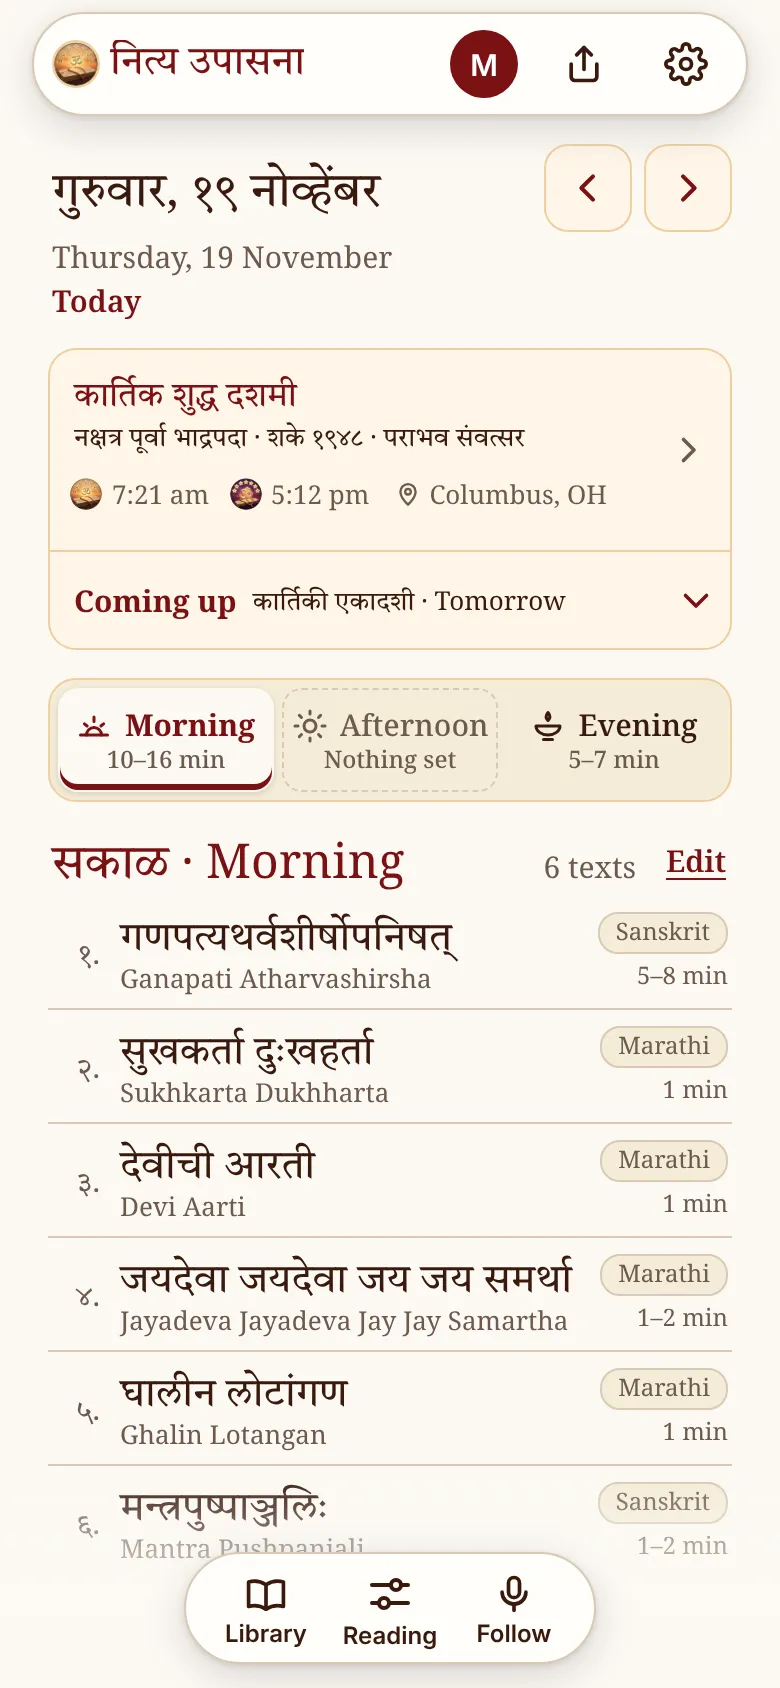 नित्य उपासना
M
गुरुवार, १९ नोव्हेंबर
Thursday, 19 November
Today
कार्तिक शुद्ध दशमी
नक्षत्र पूर्वा भाद्रपदा · शके १९४८ · पराभव संवत्सर
7:21 am 5:12 pm Columbus, OH
Coming up कार्तिकी एकादशी · Tomorrow
Morning
10–16 min
Afternoon
Nothing set
Evening
5–7 min
सकाळ · Morning 6 texts Edit
१. गणपत्यथर्वशीर्षोपनिषत् Sanskrit
Ganapati Atharvashirsha 5–8 min
२. सुखकर्ता दुःखहर्ता Marathi
Sukhkarta Dukhharta 1 min
३. देवीची आरती Marathi
Devi Aarti 1 min
४. जयदेवा जयदेवा जय जय समर्था Marathi
Jayadeva Jayadeva Jay Jay Samartha 1–2 min
५. घालीन लोटांगण Marathi
Ghalin Lotangan 1 min
६. मन्त्रपुष्पाञ्जलिः Sanskrit
Mantra Pushpanjali 1–2 min
Library Reading Follow